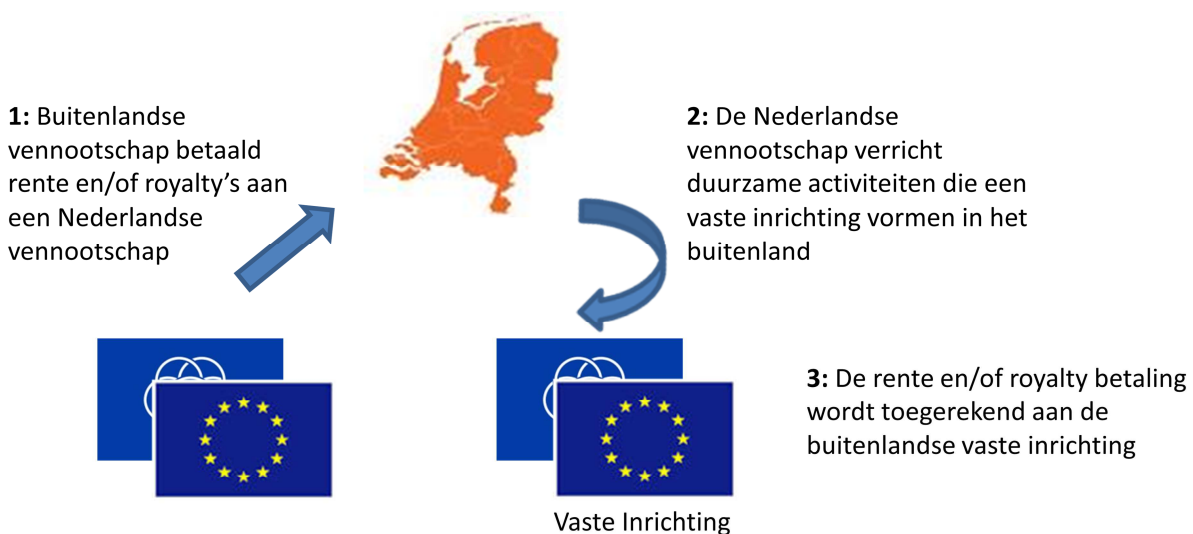 1: Buitenlandse
vennootschap betaald
rente en/of royalty's aan
een Nederlandse
vennootschap
2: De Nederlandse
vennootschap verricht
duurzame activiteiten die een
vaste inrichting vormen in het
buitenland
3: De rente en/of royalty betaling
wordt toegerekend aan de
buitenlandse vaste inrichting
Vaste Inrichting